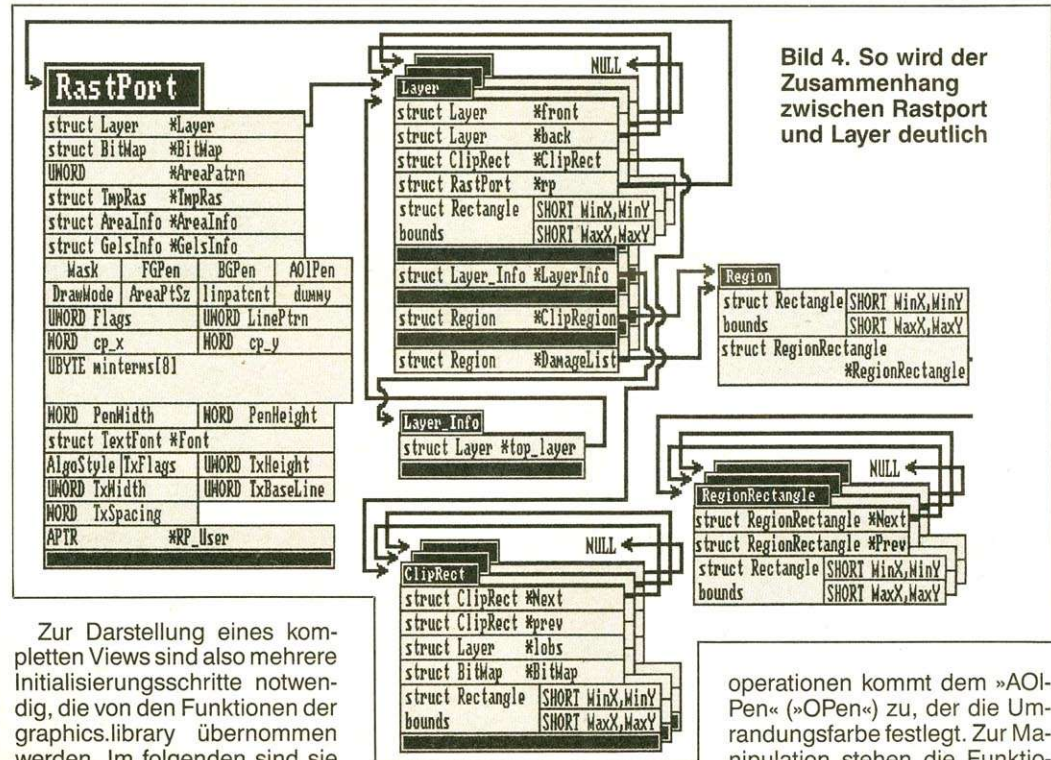 Bild 4. So wird der
Zusammenhang
zwischen Rastport
und Layer deutlich
RastPort
struct Layer *Layer
struct BitMap *BitMap
UWORD *AreaPatrn
struct TmpRas *TmpRas
struct AreaInfo *AreaInfo
struct GelsInfo *GelsInfo
Mask FGPen BGPen AOlPen
DrawMode AreaPtSz linpatcnt dummy
UWORD Flags UWORD LinePtrn
WORD cp_x WORD cp_y
UBYTE minterms[8]
WORD PenWidth WORD PenHeight
struct TextFont *Font
AlgoStyle TxFlags UWORD TxHeight
UWORD TxWidth UWORD TxBaseLine
WORD TxSpacing
APTR *RP_User
NULL
Layer
struct Layer *front
struct Layer *back
struct ClipRect *ClipRect
struct RastPort *rp
struct Rectangle SHORT MinX,MinY
bounds SHORT MaxX,MaxY
struct Layer_Info *LayerInfo
struct Region *ClipRegion
struct Region *DamageList
Region
struct Rectangle SHORT MinX,MinY
bounds SHORT MaxX,MaxY
struct RegionRectangle
*RegionRectangle
Layer_Info
struct Layer *top_layer
NULL
RegionRectangle
struct RegionRectangle *Next
struct RegionRectangle *Prev
struct Rectangle SHORT MinX,MinY
bounds SHORT MaxX,MaxY
NULL
ClipRect
struct ClipRect *Next
struct ClipRect *prev
struct Layer *lobs
struct BitMap *BitMap
struct Rectangle SHORT MinX,MinY
bounds SHORT MaxX,MaxY
Zur Darstellung eines kom-
pletten Views sind also mehrere
Initialisierungsschritte notwen-
dig, die von den Funktionen der
graphics.library übernommen
werden. Im folgenden sind sie
operationen kommt dem »AOl-
Pen« (»OPen«) zu, der die Um-
randungsfarbe festlegt. Zur Ma-
nipulation stehen die Funktio-